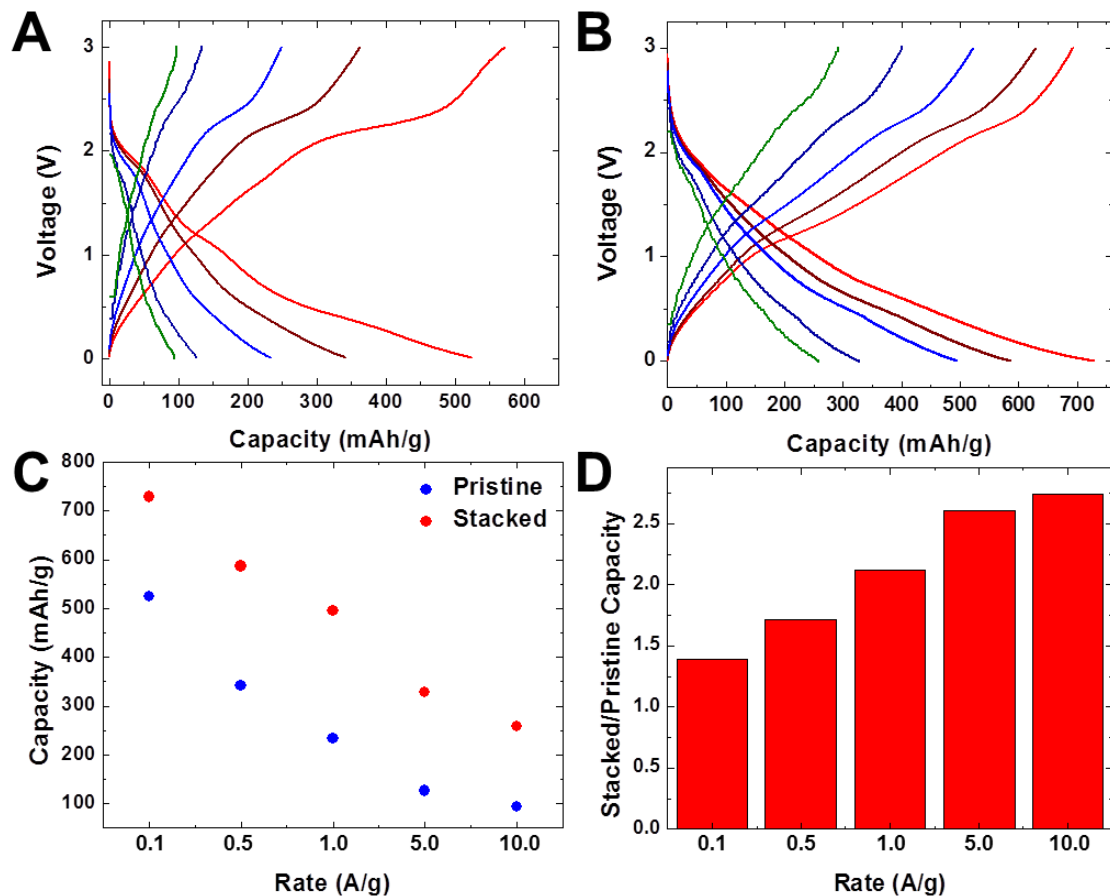 A
3
2
1
0
Voltage (V)
0 100 200 300 400 500 600
Capacity (mAh/g)
B
3
2
1
0
Voltage (V)
0 100 200 300 400 500 600 700
Capacity (mAh/g)
C
800
700
600
500
400
300
200
100
Capacity (mAh/g)
Pristine
Stacked
0.1 0.5 1.0 5.0 10.0
Rate (A/g)
D
2.5
2.0
1.5
1.0
0.5
0.0
Stacked/Pristine Capacity
0.1 0.5 1.0 5.0 10.0
Rate (A/g)